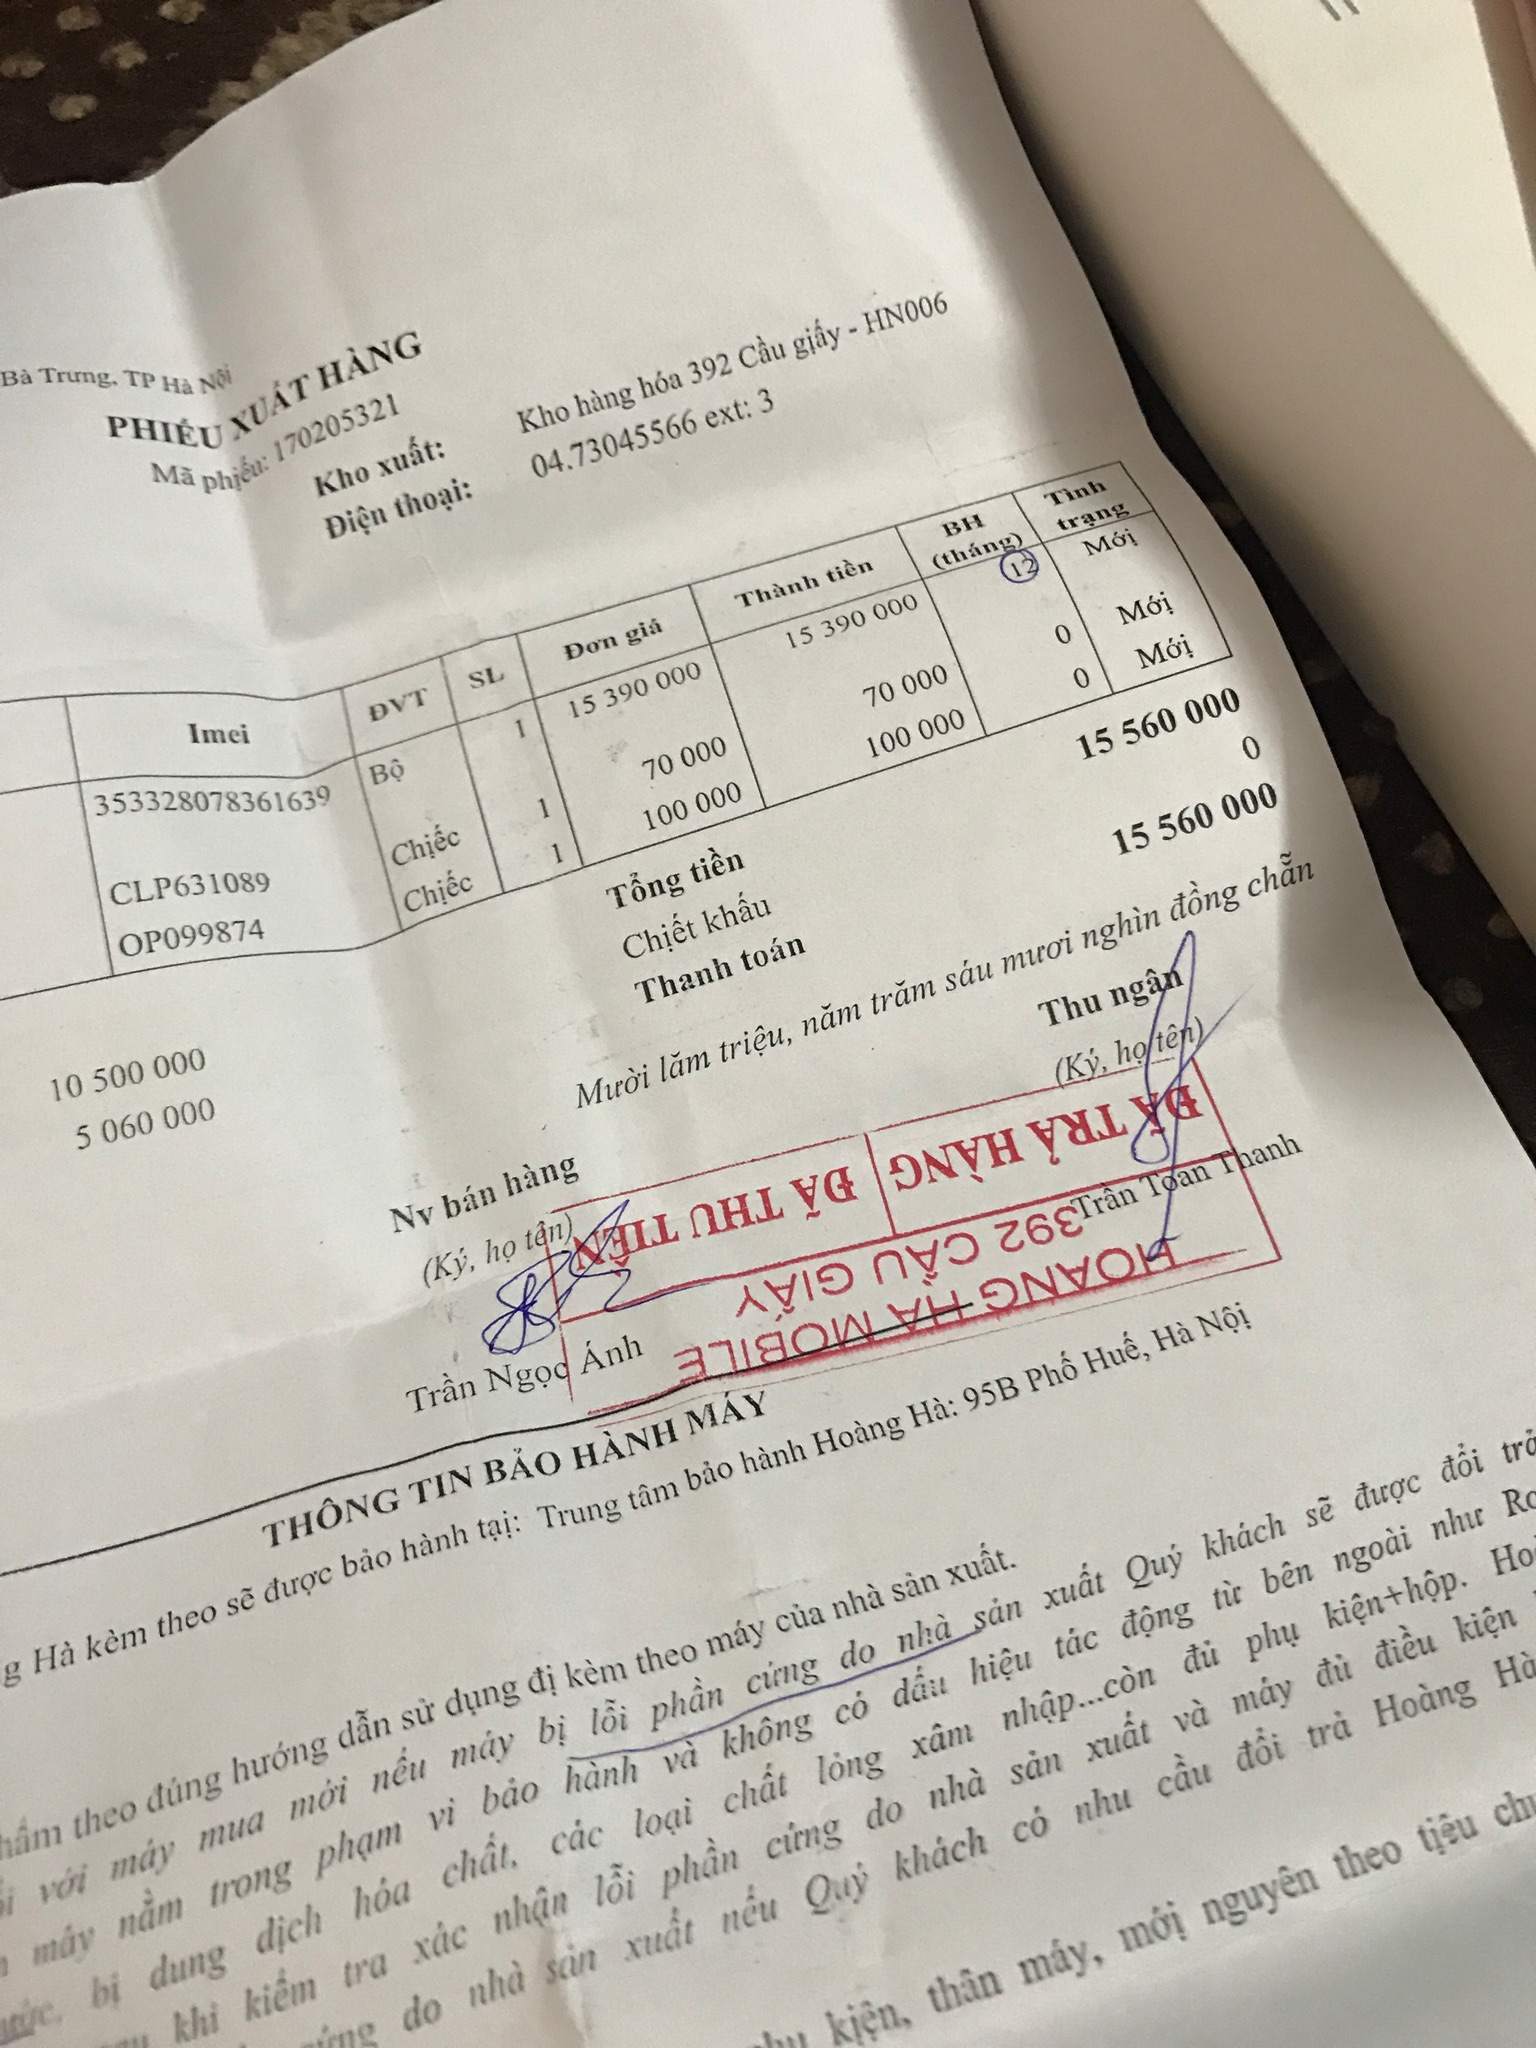 Bà Trưng, TP Hà Nội
PHIẾU XUẤT HÀNG
Mã phiếu: 170205321
Kho xuất: Kho hàng hóa 392 Cầu giấy - HN006
Điện thoại: 04.73045566 ext: 3
Imei ĐVT SL Đơn giá Thành tiền BH (tháng) Tình trạng
353328078361639 Bộ 1 15 390 000 15 390 000 12 Mới
CLP631089 Chiếc 1 70 000 70 000 0 Mới
OP099874 Chiếc 1 100 000 100 000 0 Mới
Tổng tiền 15 560 000
Chiết khấu 0
Thanh toán 15 560 000
10 500 000
5 060 000
Mười lăm triệu, năm trăm sáu mươi nghìn đồng chẵn
Nv bán hàng Thu ngân
(Ký, họ tên) (Ký, họ tên)
HOÀNG HÀ MOBILE
392 CẦU GIẤY
ĐÃ THU TIỀN ĐÃ TRẢ HÀNG
Trần Ngọc Ánh Trần Toan Thanh
THÔNG TIN BẢO HÀNH MÁY
g Hà kèm theo sẽ được bảo hành tại: Trung tâm bảo hành Hoàng Hà: 95B Phố Huế, Hà Nội
theo đúng hướng dẫn sử dụng đi kèm theo máy của nhà sản xuất.
với máy mua mới nếu máy bị lỗi phần cứng do nhà sản xuất Quý khách sẽ được đổi trả
máy nằm trong phạm vi bảo hành và không có dấu hiệu tác động từ bên ngoài như
bị dung dịch hóa chất, các loại chất lỏng xâm nhập...còn đủ phụ kiện+hộp.
khi kiểm tra xác nhận lỗi phần cứng do nhà sản xuất và máy đủ điều kiện
cứng do nhà sản xuất nếu Quý khách có nhu cầu đổi trả Hoàng Hà
kiện, thân máy, mới nguyên theo tiêu